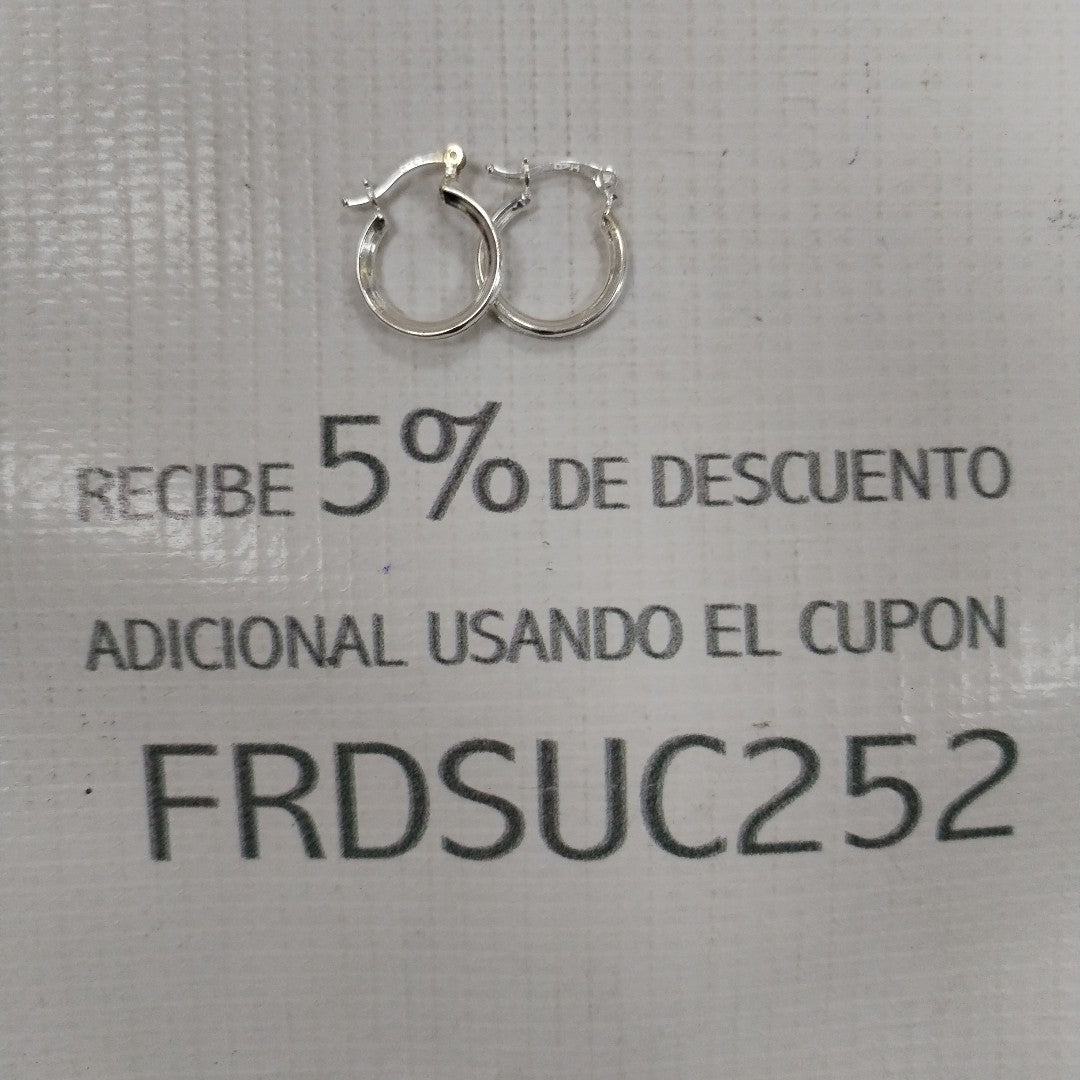 RECIBE 5% DE DESCUENTO
ADICIONAL USANDO EL CUPON
FRDSUC252